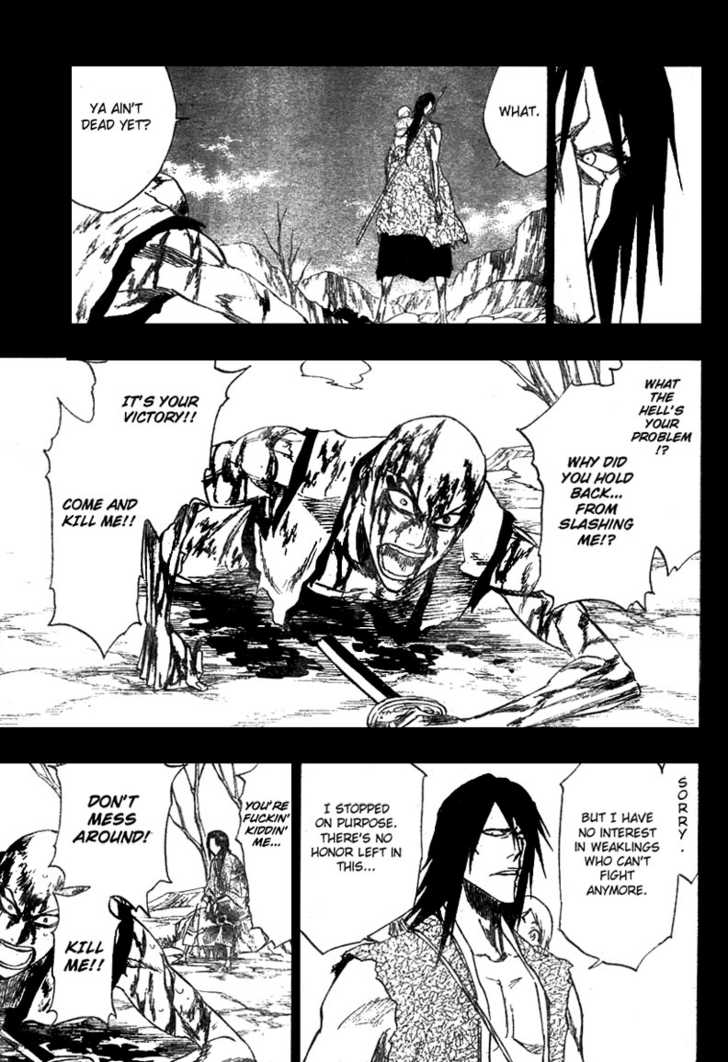 WHAT.
YA AIN'T
DEAD YET?
WHAT
THE
HELL'S
YOUR
PROBLEM
!?
WHY DID
YOU HOLD
BACK...
FROM
SLASHING
ME!?
IT'S YOUR
VICTORY!!
COME AND
KILL ME!!
SORRY.
BUT I HAVE
NO INTEREST
IN WEAKLINGS
WHO CAN'T
FIGHT
ANYMORE.
I STOPPED
ON PURPOSE.
THERE'S NO
HONOR LEFT IN
THIS...
YOU'RE
FUCKIN'
KIDDIN'
ME...
DON'T
MESS
AROUND!
KILL
ME!!